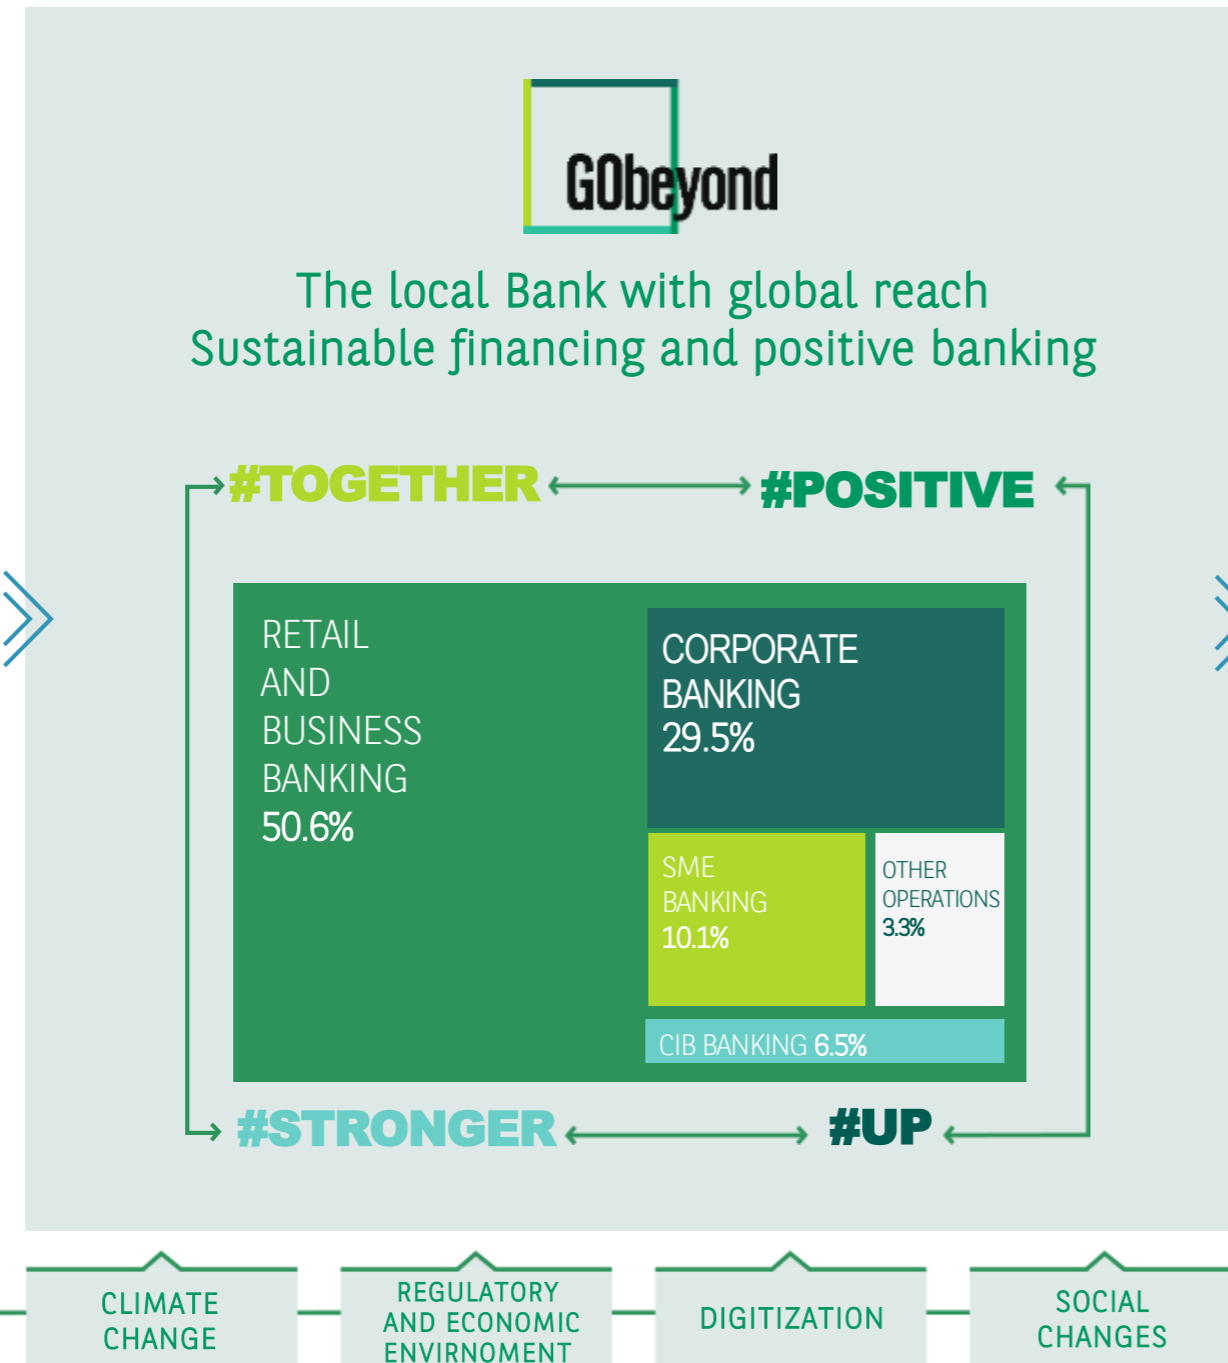 GObeyond
The local Bank with global reach
Sustainable financing and positive banking
#TOGETHER
#POSITIVE
RETAIL
AND
BUSINESS
BANKING
50.6%
CORPORATE
BANKING
29.5%
SME
BANKING
10.1%
OTHER
OPERATIONS
3.3%
CIB BANKING 6.5%
#STRONGER
#UP
CLIMATE
CHANGE
REGULATORY
AND ECONOMIC
ENVIRNOMENT
DIGITIZATION
SOCIAL
CHANGES